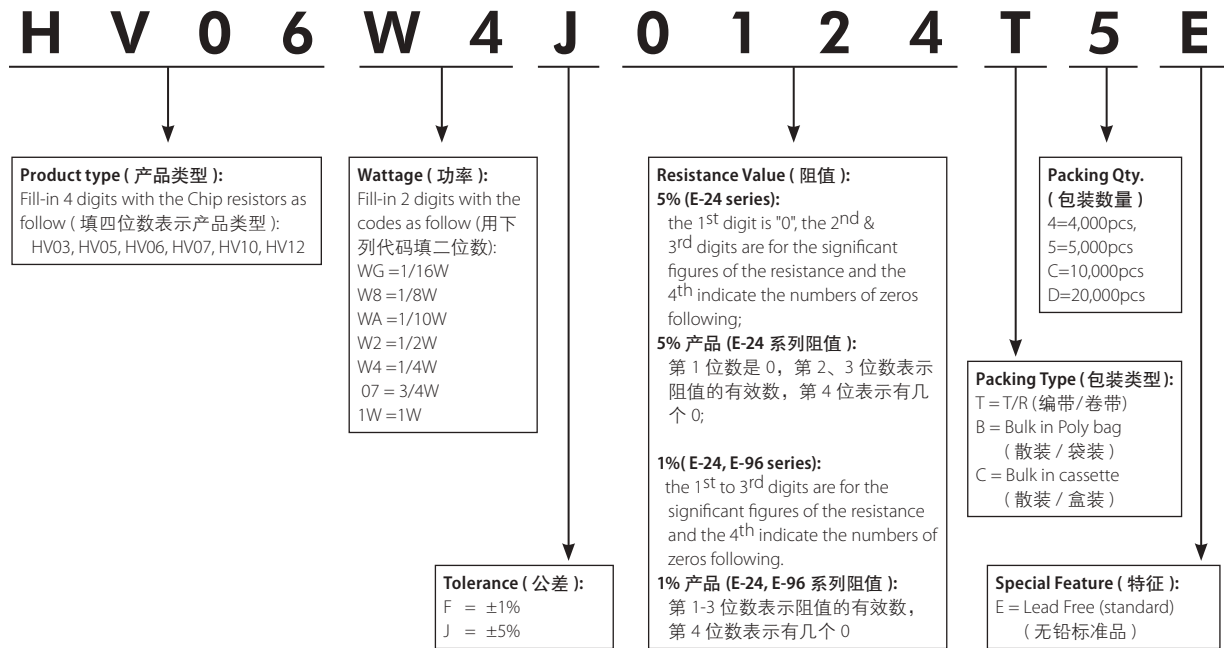 H V 0 6 W 4 J 0 1 2 4 T 5 E
Product type ( 产品类型 ):
Fill-in 4 digits with the Chip resistors as
follow ( 填四位数表示产品类型 ):
HV03, HV05, HV06, HV07, HV10, HV12
Wattage ( 功率 ):
Fill-in 2 digits with the
codes as follow (用下
列代码填二位数):
WG =1/16W
W8 =1/8W
WA =1/10W
W2 =1/2W
W4 =1/4W
07 = 3/4W
1W =1W
Tolerance ( 公差 ):
F = ±1%
J = ±5%
Resistance Value ( 阻值 ):
5% (E-24 series):
the 1st digit is "0", the 2nd &
3rd digits are for the significant
figures of the resistance and the
4th indicate the numbers of zeros
following;
5% 产品 (E-24 系列阻值 ):
第 1 位数是 0，第 2、3 位数表示
阻值的有效数，第 4 位表示有几
个 0;
1%( E-24, E-96 series):
the 1st to 3rd digits are for the
significant figures of the resistance
and the 4th indicate the numbers of
zeros following.
1% 产品 (E-24, E-96 系列阻值 ):
第 1-3 位数表示阻值的有效数，
第 4 位数表示有几个 0
Packing Qty.
( 包装数量 )
4=4,000pcs,
5=5,000pcs
C=10,000pcs
D=20,000pcs
Packing Type ( 包装类型):
T = T/R (编带/卷带)
B = Bulk in Poly bag
( 散装 / 袋装 )
C = Bulk in cassette
( 散装 / 盒装 )
Special Feature ( 特征 ):
E = Lead Free (standard)
( 无铅标准品 )